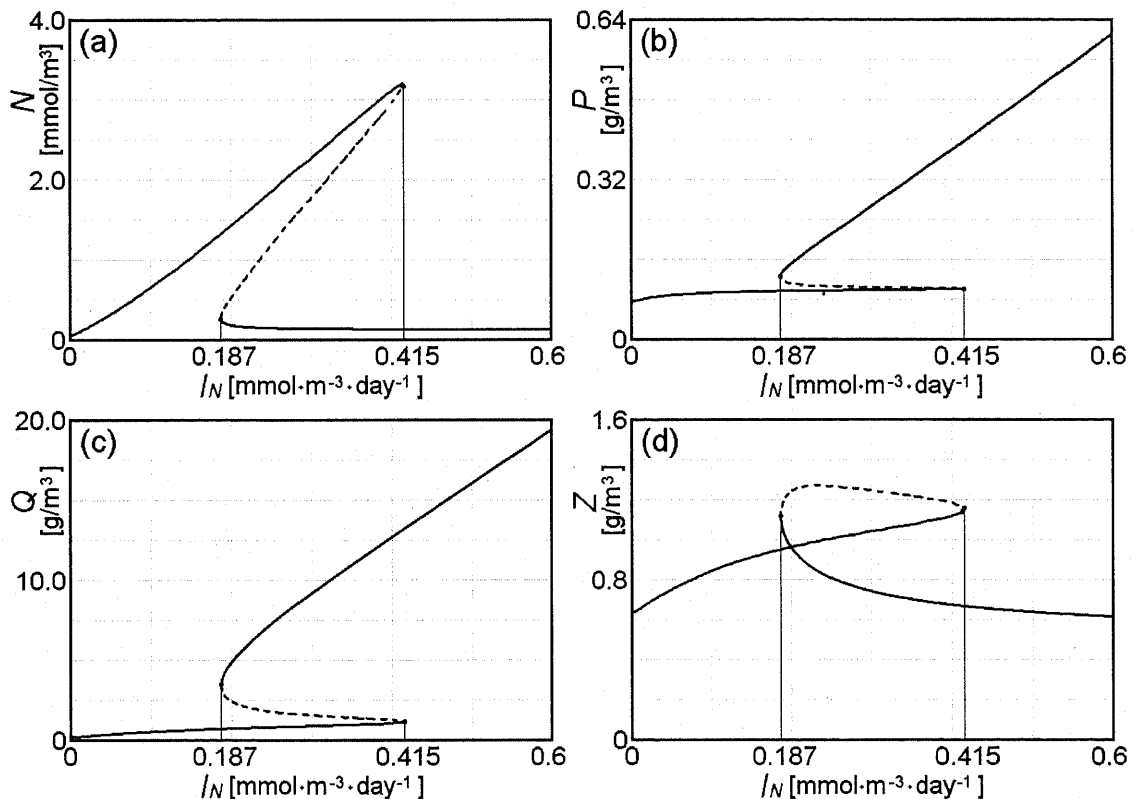 (a)
4.0
N
[mmol/m³]
2.0
0
0 0.187 0.415 0.6
I_N [mmol·m⁻³·day⁻¹]
(b)
0.64
P
[g/m³]
0.32
0
0 0.187 0.415 0.6
I_N [mmol·m⁻³·day⁻¹]
(c)
20.0
Q
[g/m³]
10.0
0
0 0.187 0.415 0.6
I_N [mmol·m⁻³·day⁻¹]
(d)
1.6
Z
[g/m³]
0.8
0
0 0.187 0.415 0.6
I_N [mmol·m⁻³·day⁻¹]